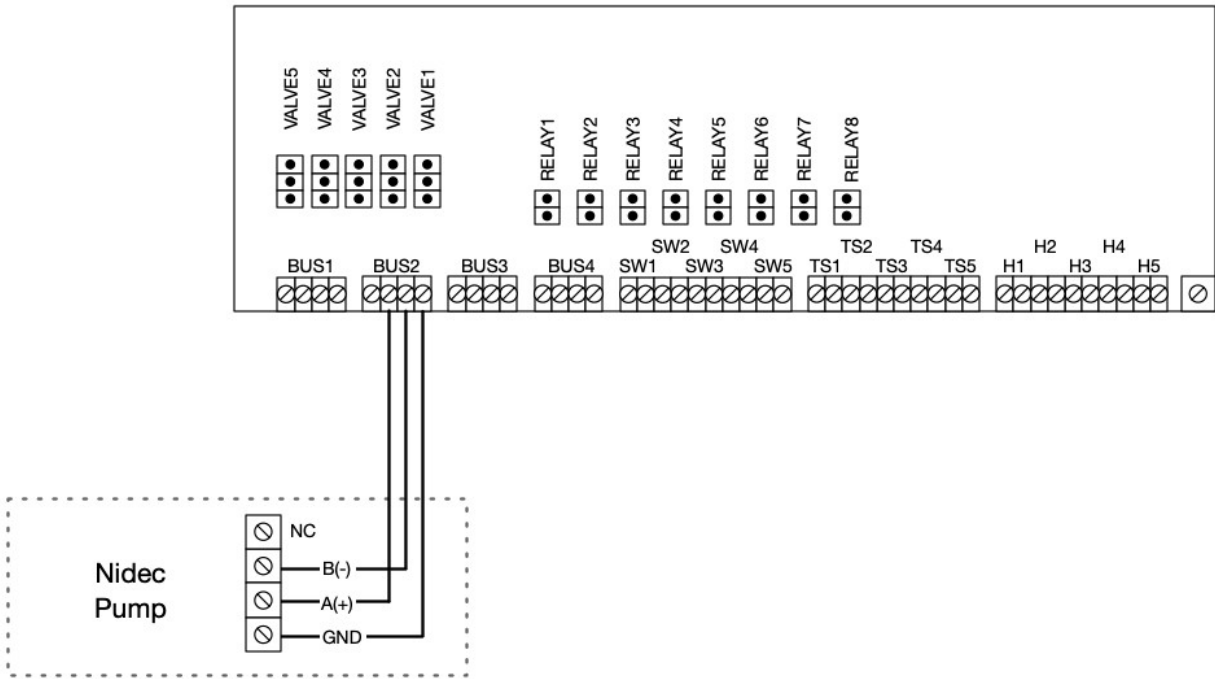 VALVE5
VALVE4
VALVE3
VALVE2
VALVE1
RELAY1
RELAY2
RELAY3
RELAY4
RELAY5
RELAY6
RELAY7
RELAY8
SW2 SW4 TS2 TS4 H2 H4
BUS1 BUS2 BUS3 BUS4 SW1 SW3 SW5 TS1 TS3 TS5 H1 H3 H5
NC
B(-)
A(+)
GND
Nidec
Pump